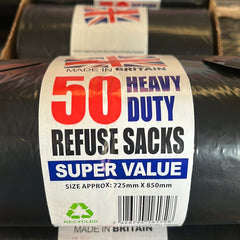 MADE IN BRITAIN
50 HEAVY
DUTY
REFUSE SACKS
SUPER VALUE
SIZE APPROX: 725mm X 850mm
RECYCLED
MADE IN BRITAIN